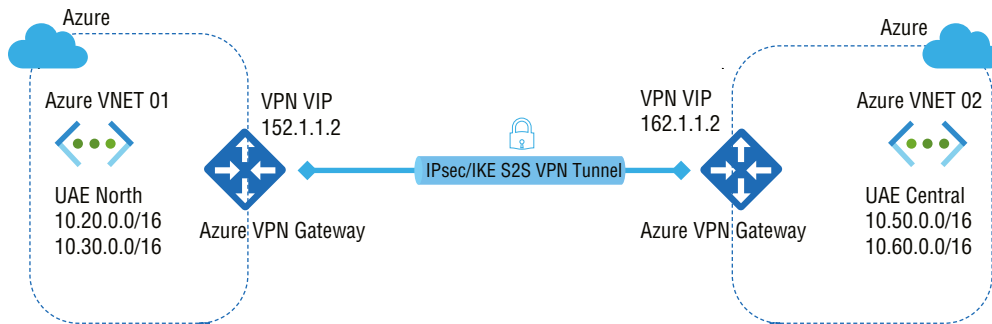 Azure
Azure VNET 01
UAE North
10.20.0.0/16
10.30.0.0/16
VPN VIP
152.1.1.2
Azure VPN Gateway
IPsec/IKE S2S VPN Tunnel
VPN VIP
162.1.1.2
Azure VPN Gateway
Azure
Azure VNET 02
UAE Central
10.50.0.0/16
10.60.0.0/16